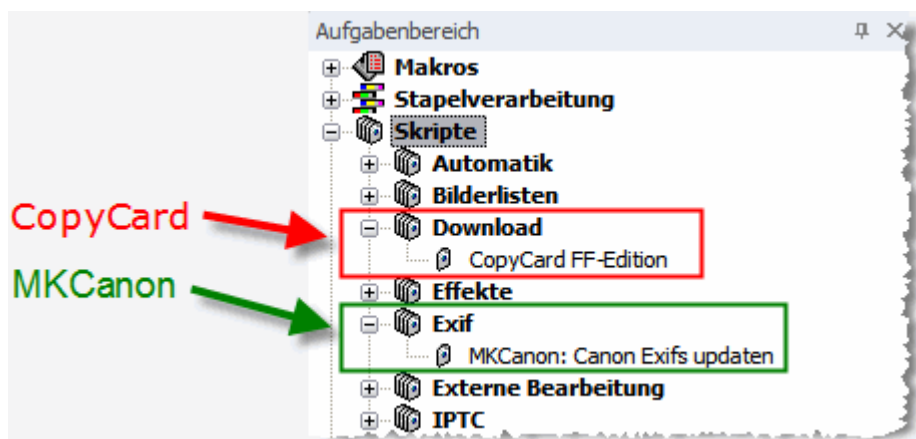 Aufgabenbereich
Makros
Stapelverarbeitung
Skripte
Automatik
Bilderlisten
CopyCard
Download
CopyCard FF-Edition
MKCanon
Effekte
Exif
MKCanon: Canon Exifs updaten
Externe Bearbeitung
IPTC